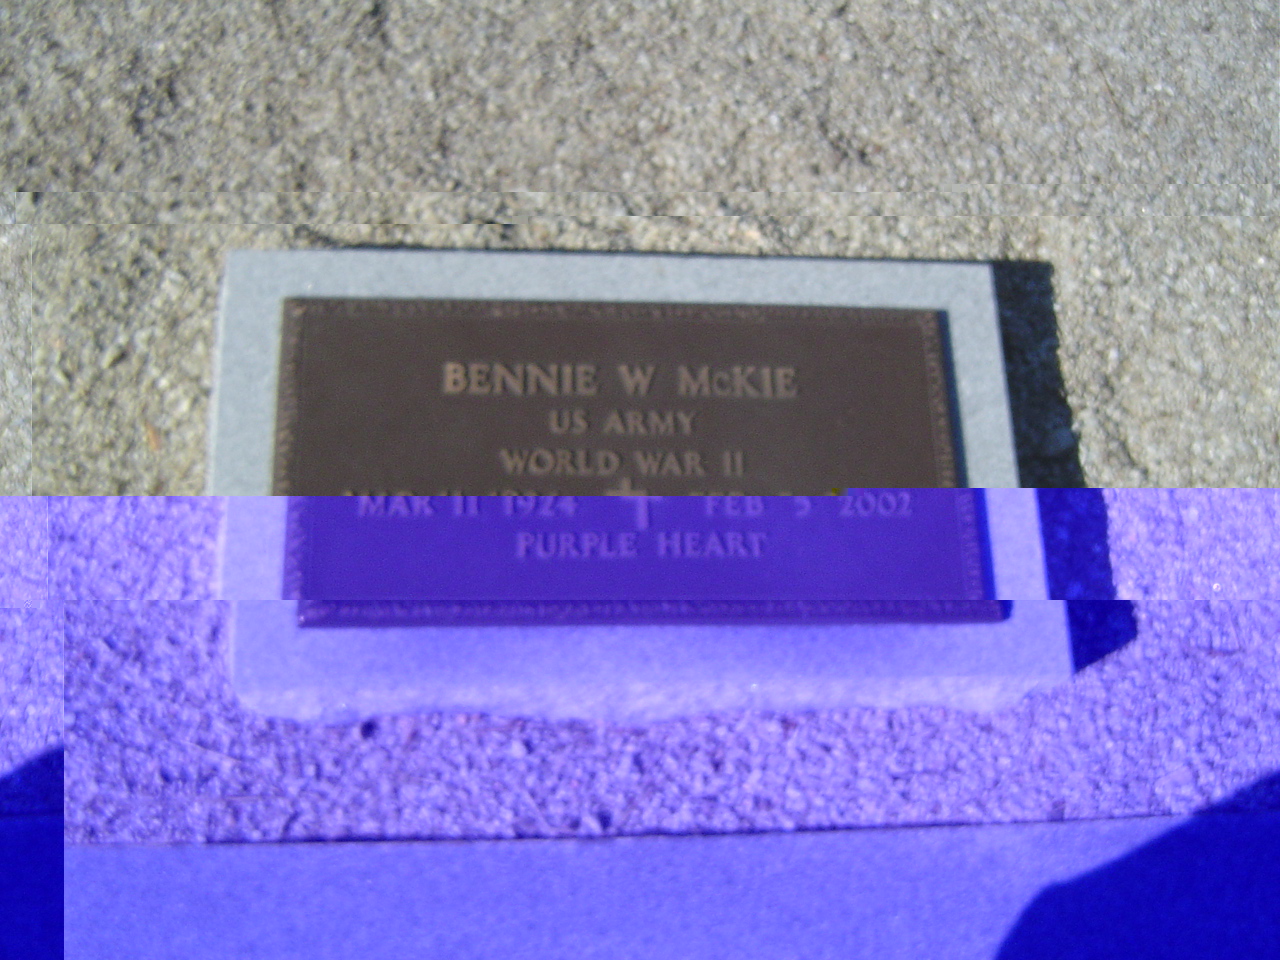 BENNIE W McKIE
US ARMY
WORLD WAR II
MAR 11 1924 FEB 5 2002
PURPLE HEART